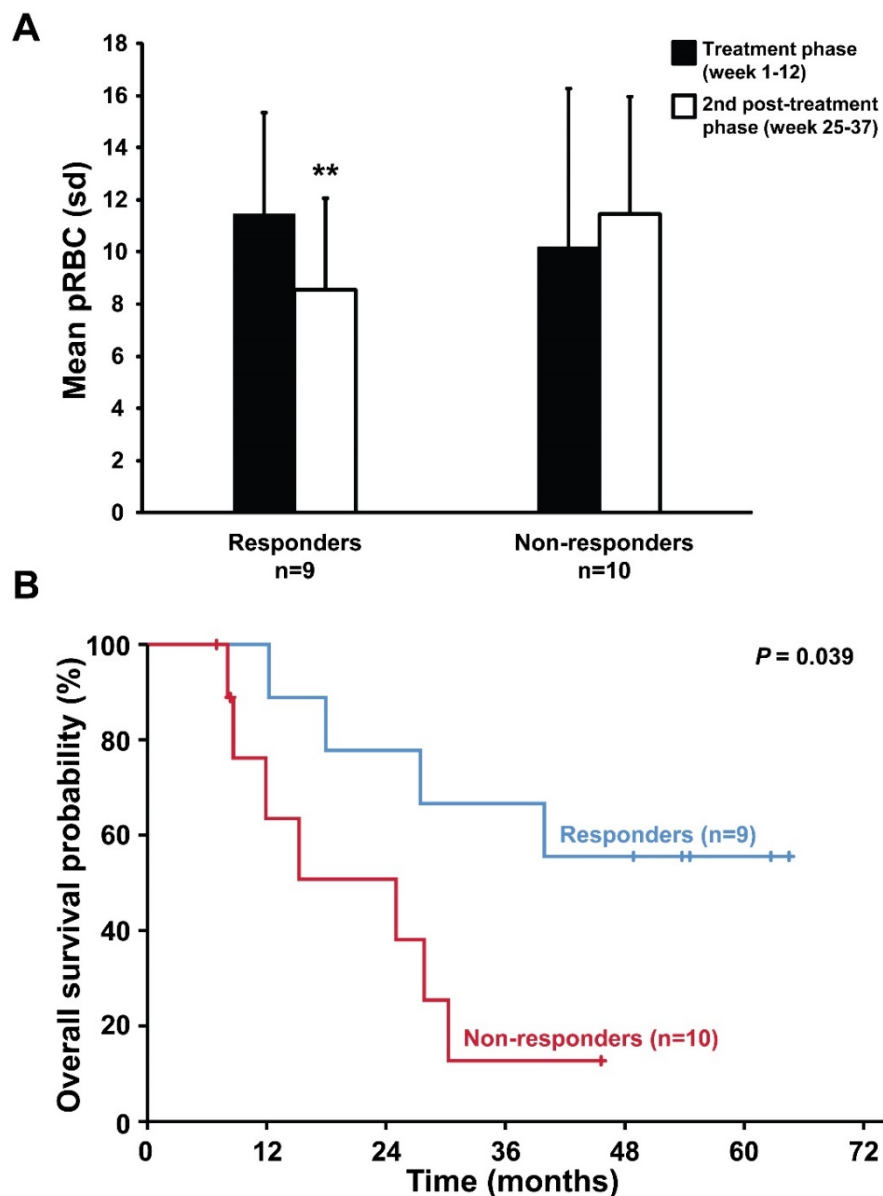 A
18
16
14
12
10
8
6
4
2
0
Mean pRBC (sd)
Treatment phase
(week 1-12)
2nd post-treatment
phase (week 25-37)
**
Responders
n=9
Non-responders
n=10
B
100
80
60
40
20
0
Overall survival probability (%)
P = 0.039
Responders (n=9)
Non-responders (n=10)
0 12 24 36 48 60 72
Time (months)